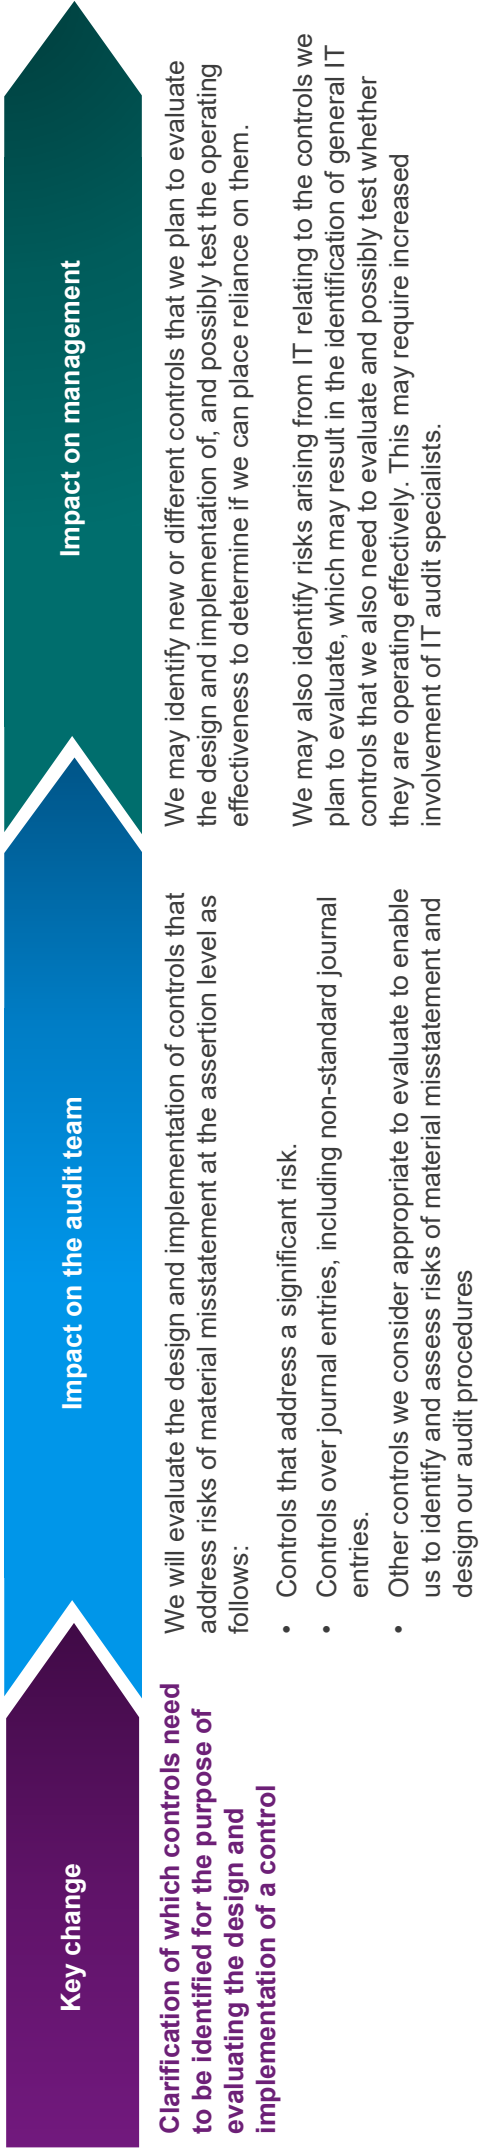 Key change
Clarification of which controls need
to be identified for the purpose of
evaluating the design and
implementation of a control
Impact on the audit team
We will evaluate the design and implementation of controls that
address risks of material misstatement at the assertion level as
follows:
• Controls that address a significant risk.
• Controls over journal entries, including non-standard journal
entries.
• Other controls we consider appropriate to evaluate to enable
us to identify and assess risks of material misstatement and
design our audit procedures
Impact on management
We may identify new or different controls that we plan to evaluate
the design and implementation of, and possibly test the operating
effectiveness to determine if we can place reliance on them.
We may also identify risks arising from IT relating to the controls we
plan to evaluate, which may result in the identification of general IT
controls that we also need to evaluate and possibly test whether
they are operating effectively. This may require increased
involvement of IT audit specialists.